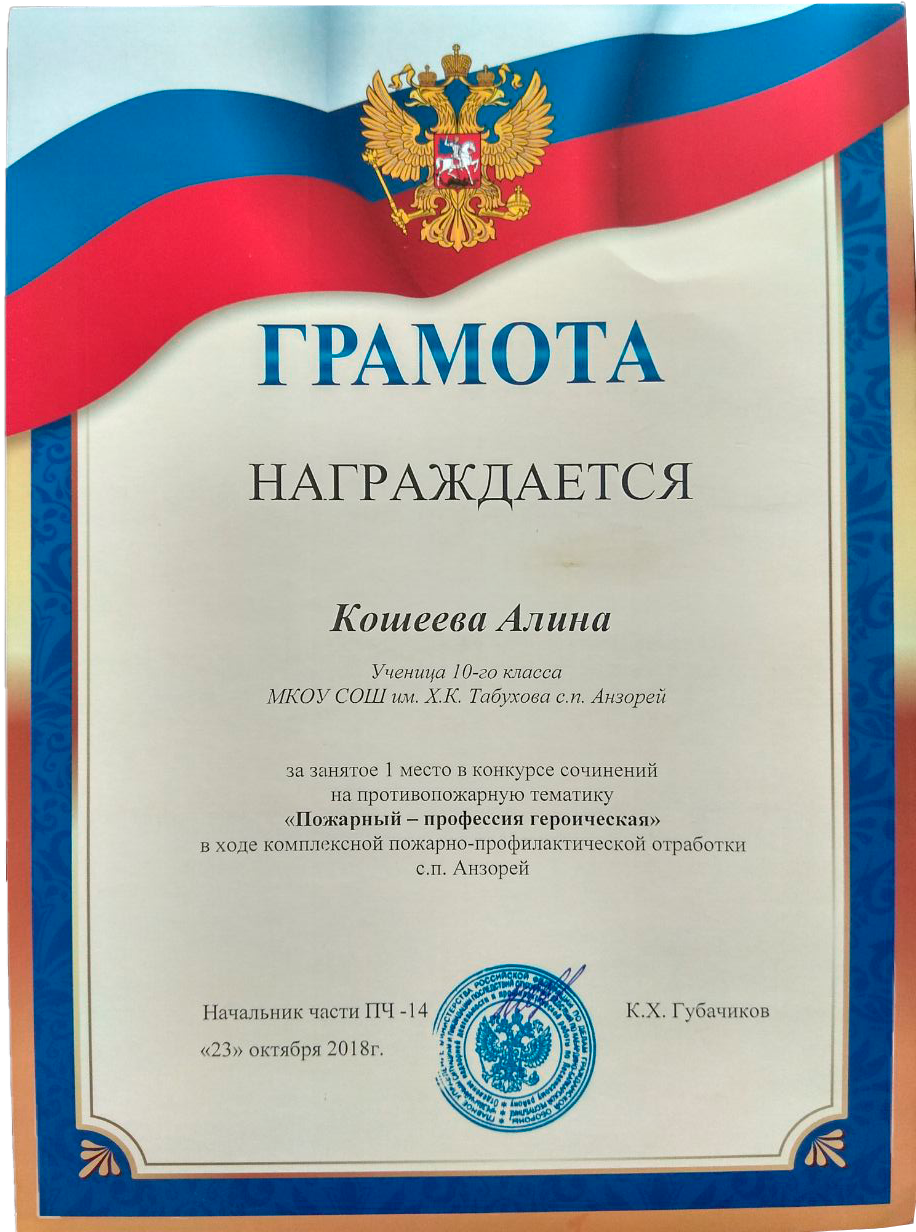 ГРАМОТА
НАГРАЖДАЕТСЯ
Кошеева Алина
Ученица 10-го класса
МКОУ СОШ им. Х.К. Табухова с.п. Анзорей
за занятое 1 место в конкурсе сочинений
на противопожарную тематику
«Пожарный – профессия героическая»
в ходе комплексной пожарно-профилактической отработки
с.п. Анзорей
Начальник части ПЧ -14
К.Х. Губачиков
«23» октября 2018г.